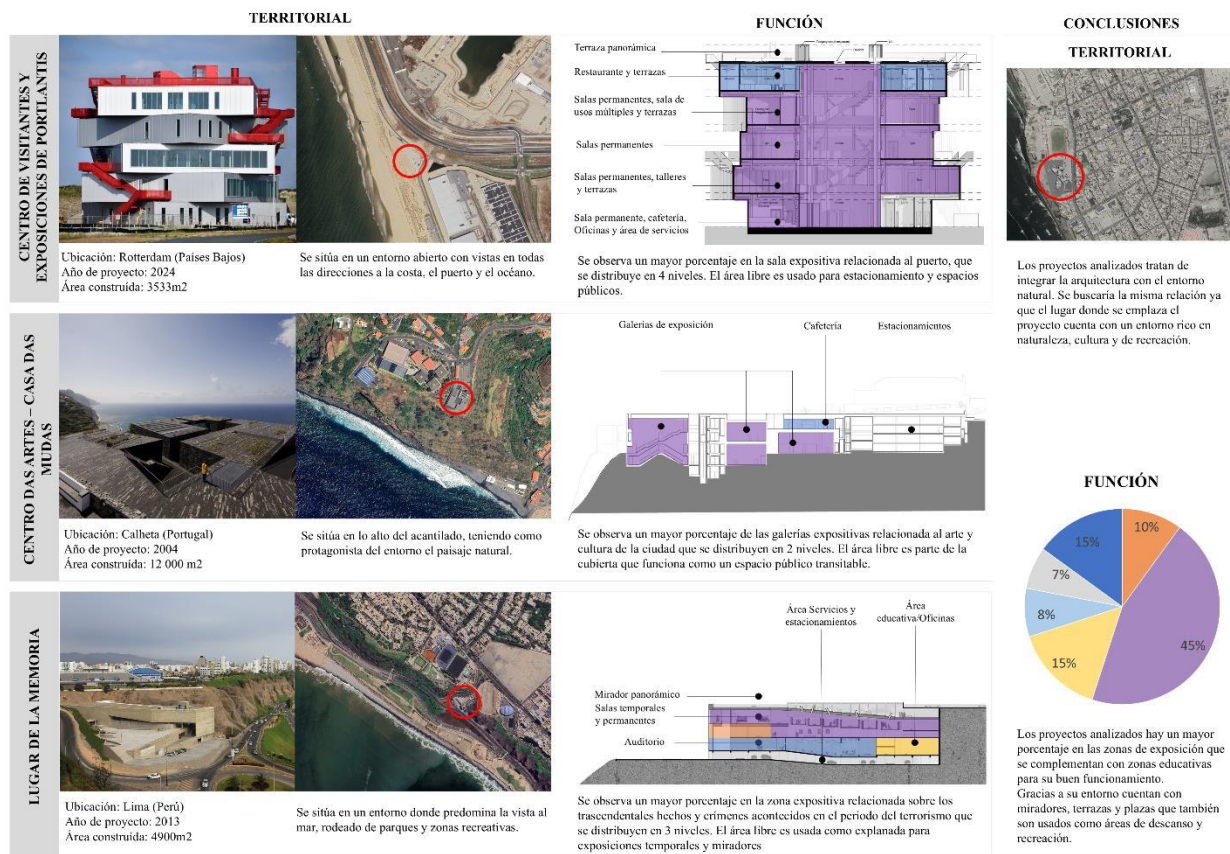 TERRITORIAL
FUNCIÓN
CONCLUSIONES
CENTRO DE VISITANTES Y
EXPOSICIONES DE PORTLANTIS
Ubicación: Rotterdam (Países Bajos)
Año de proyecto: 2024
Área construída: 3533m2
Se sitúa en un entorno abierto con vistas en todas
las direcciones a la costa, el puerto y el océano.
Terraza panorámica
Restaurante y terrazas
Salas permanentes, sala de
usos múltiples y terrazas
Salas permanentes
Salas permanentes, talleres
y terrazas
Sala permanente, cafetería,
Oficinas y área de servicios
Se observa un mayor porcentaje en la sala expositiva relacionada al puerto, que
se distribuye en 4 niveles. El área libre es usado para estacionamiento y espacios
públicos.
TERRITORIAL
Los proyectos analizados tratan de
integrar la arquitectura con el entorno
natural. Se buscaría la misma relación ya
que el lugar donde se emplaza el
proyecto cuenta con un entorno rico en
naturaleza, cultura y de recreación.
CENTRO DAS ARTES – CASA DAS
MUDAS
Ubicación: Calheta (Portugal)
Año de proyecto: 2004
Área construída: 12 000 m2
Se sitúa en lo alto del acantilado, teniendo como
protagonista del entorno el paisaje natural.
Galerías de exposición
Cafetería
Estacionamientos
Se observa un mayor porcentaje de las galerías expositivas relacionada al arte y
cultura de la ciudad que se distribuyen en 2 niveles. El área libre es parte de la
cubierta que funciona como un espacio público transitable.
LUGAR DE LA MEMORIA
Ubicación: Lima (Perú)
Año de proyecto: 2013
Área construída: 4900m2
Se sitúa en un entorno donde predomina la vista al
mar, rodeado de parques y zonas recreativas.
Área Servicios y
estacionamientos
Área
educativa/Oficinas
Mirador panorámico
Salas temporales
y permanentes
Auditorio
Se observa un mayor porcentaje en la zona expositiva relacionada sobre los
trascendentales hechos y crímenes acontecidos en el periodo del terrorismo que
se distribuyen en 3 niveles. El área libre es usada como explanada para
exposiciones temporales y miradores
FUNCIÓN
10%
45%
15%
8%
7%
15%
Los proyectos analizados hay un mayor
porcentaje en las zonas de exposición que
se complementan con zonas educativas
para su buen funcionamiento.
Gracias a su entorno cuentan con
miradores, terrazas y plazas que también
son usados como áreas de descanso y
recreación.